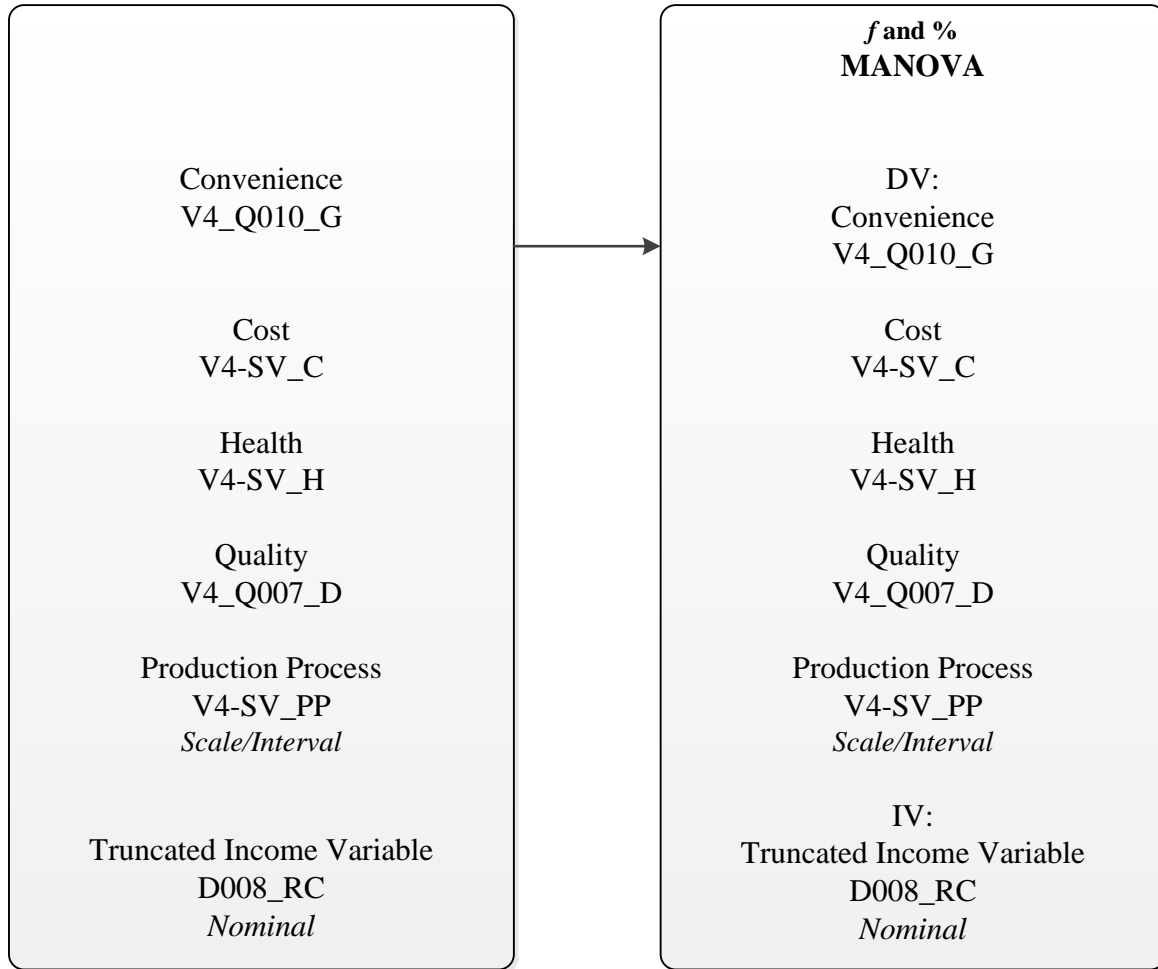 Convenience
V4_Q010_G
Cost
V4-SV_C
Health
V4-SV_H
Quality
V4_Q007_D
Production Process
V4-SV_PP
Scale/Interval
Truncated Income Variable
D008_RC
Nominal
f and %
MANOVA
DV:
Convenience
V4_Q010_G
Cost
V4-SV_C
Health
V4-SV_H
Quality
V4_Q007_D
Production Process
V4-SV_PP
Scale/Interval
IV:
Truncated Income Variable
D008_RC
Nominal